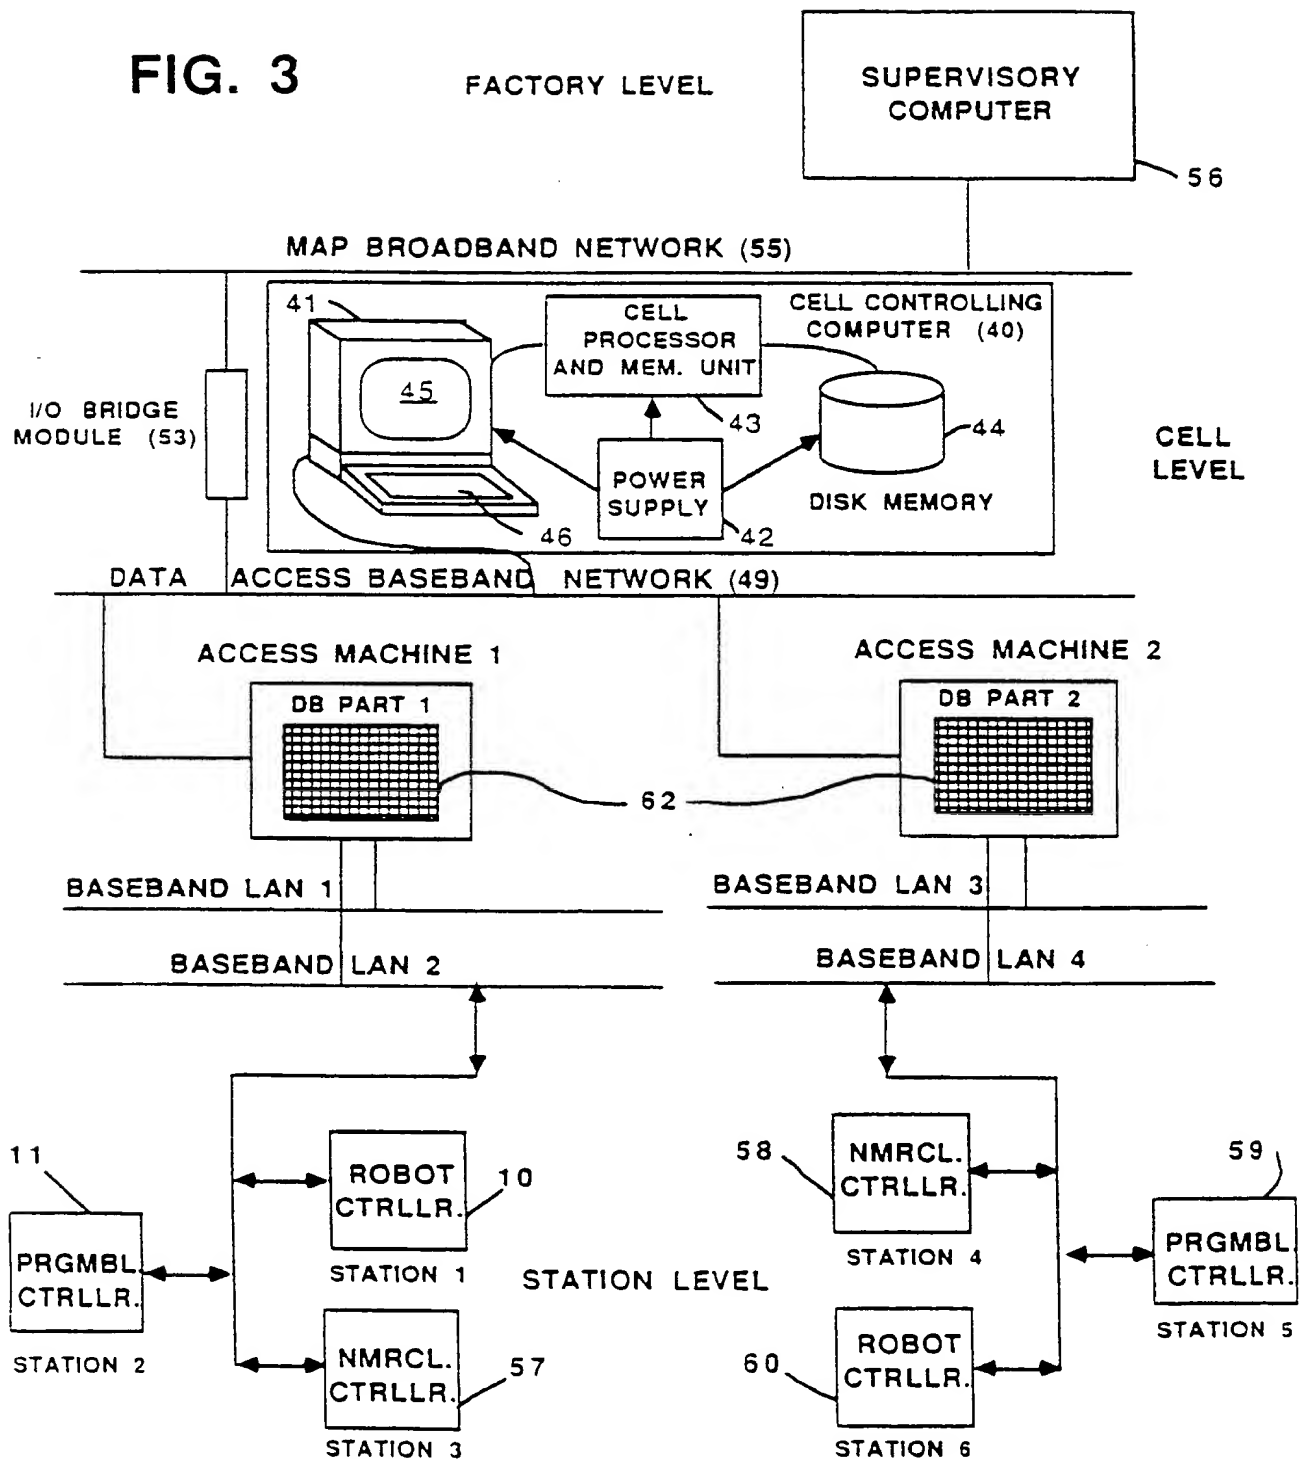 FIG. 3
FACTORY LEVEL
SUPERVISORY
COMPUTER
56
MAP BROADBAND NETWORK (55)
41
CELL
PROCESSOR
AND MEM. UNIT
CELL CONTROLLING
COMPUTER (40)
45
I/O BRIDGE
MODULE (53)
43
44
CELL
LEVEL
POWER
SUPPLY
DISK MEMORY
46
42
DATA ACCESS BASEBAND NETWORK (49)
ACCESS MACHINE 1
ACCESS MACHINE 2
DB PART 1
DB PART 2
62
BASEBAND LAN 1
BASEBAND LAN 3
BASEBAND LAN 2
BASEBAND LAN 4
11
ROBOT
CTRLLR.
10
58
NMRCL.
CTRLLR.
59
PRGMBL.
CTRLLR.
STATION 1
STATION LEVEL
STATION 4
PRGMBL.
CTRLLR.
STATION 5
STATION 2
NMRCL.
CTRLLR.
57
60
ROBOT
CTRLLR.
STATION 3
STATION 6